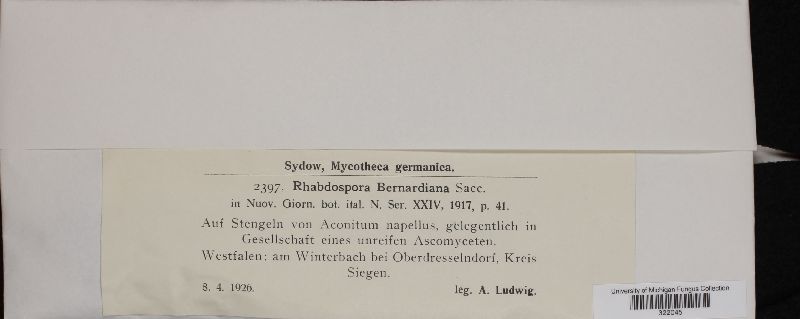 Sydow, Mycotheca germanica.
2397. Rhabdospora Bernardiana Sacc.
in Nuov. Giorn. bot. ital. N. Ser. XXIV, 1917, p. 41.
Auf Stengeln von Aconitum napellus, gelegentlich in
Gesellschaft eines unreifen Ascomyceten.
Westfalen: am Winterbach bei Oberdresselndorf, Kreis
Siegen.
8. 4. 1926. leg. A. Ludwig.
University of Michigan Fungus Collection
322045